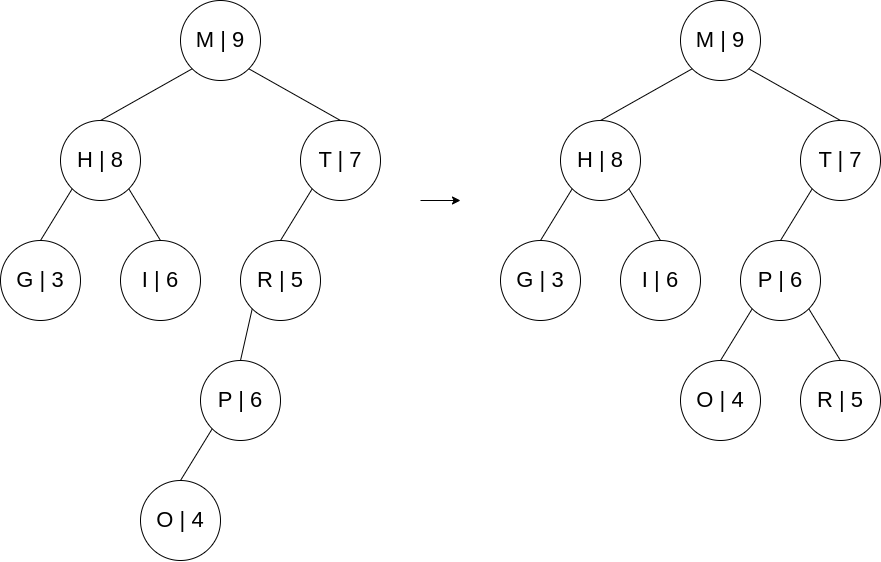 M | 9
H | 8
T | 7
G | 3
I | 6
R | 5
P | 6
O | 4
M | 9
H | 8
T | 7
G | 3
I | 6
P | 6
O | 4
R | 5